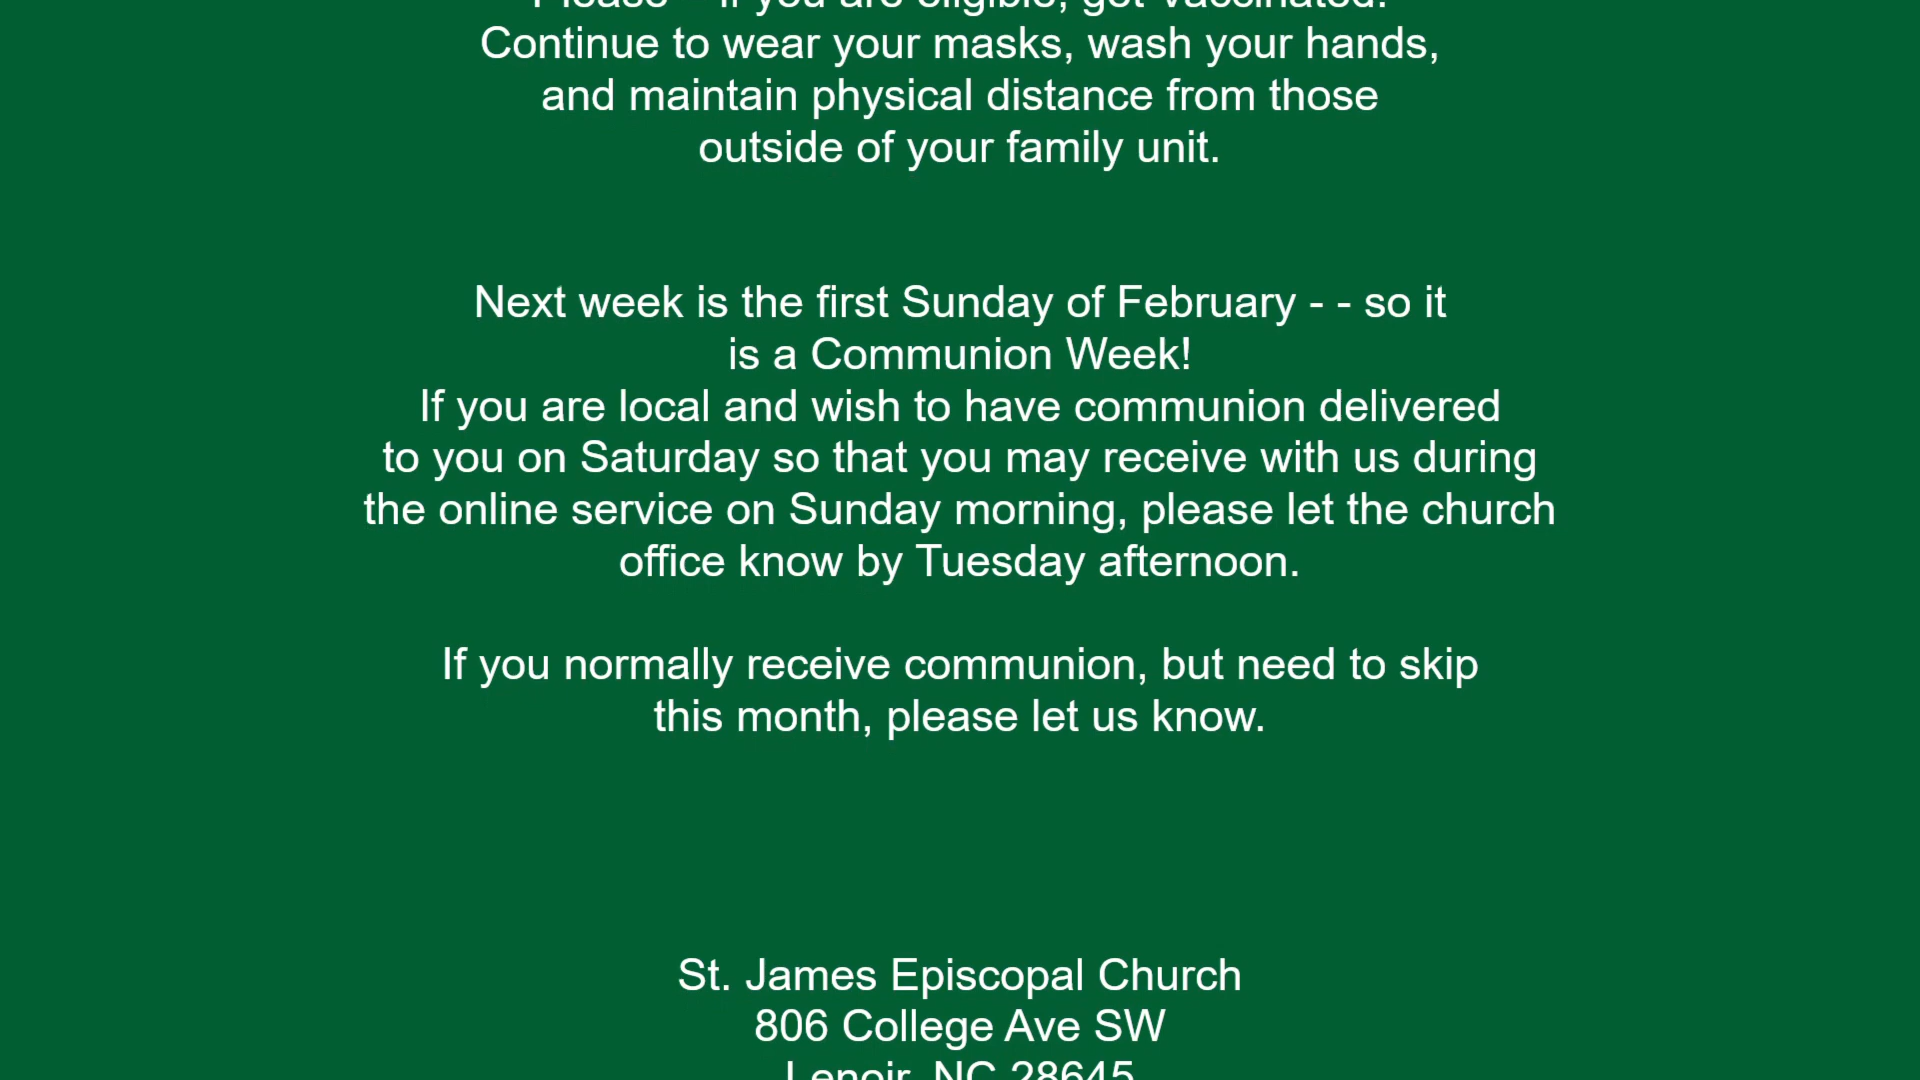 Please - if you are eligible, get vaccinated!
Continue to wear your masks, wash your hands,
and maintain physical distance from those
outside of your family unit.
Next week is the first Sunday of February - - so it
is a Communion Week!
If you are local and wish to have communion delivered
to you on Saturday so that you may receive with us during
the online service on Sunday morning, please let the church
office know by Tuesday afternoon.
If you normally receive communion, but need to skip
this month, please let us know.
St. James Episcopal Church
806 College Ave SW
Lenoir, NC 28645